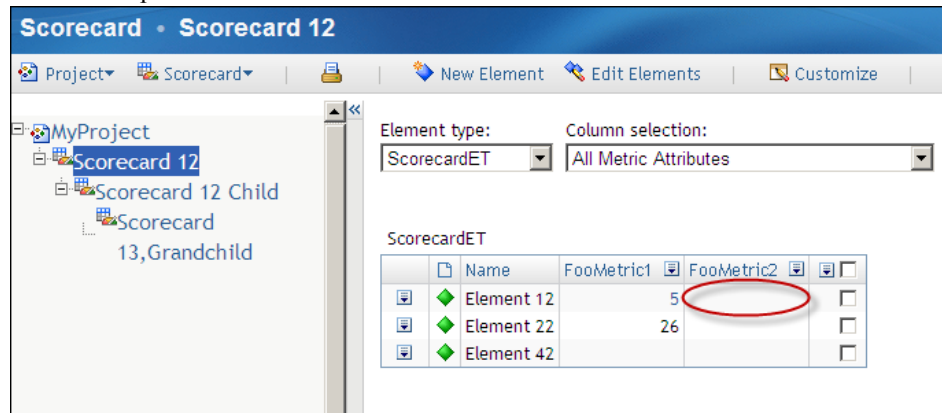 Scorecard • Scorecard 12
Project Scorecard | | New Element Edit Elements | Customize |
MyProject
Scorecard 12
Scorecard 12 Child
Scorecard
13,Grandchild
Element type: Column selection:
ScorecardET All Metric Attributes
ScorecardET
Name FooMetric1 FooMetric2
Element 12 5
Element 22 26
Element 42